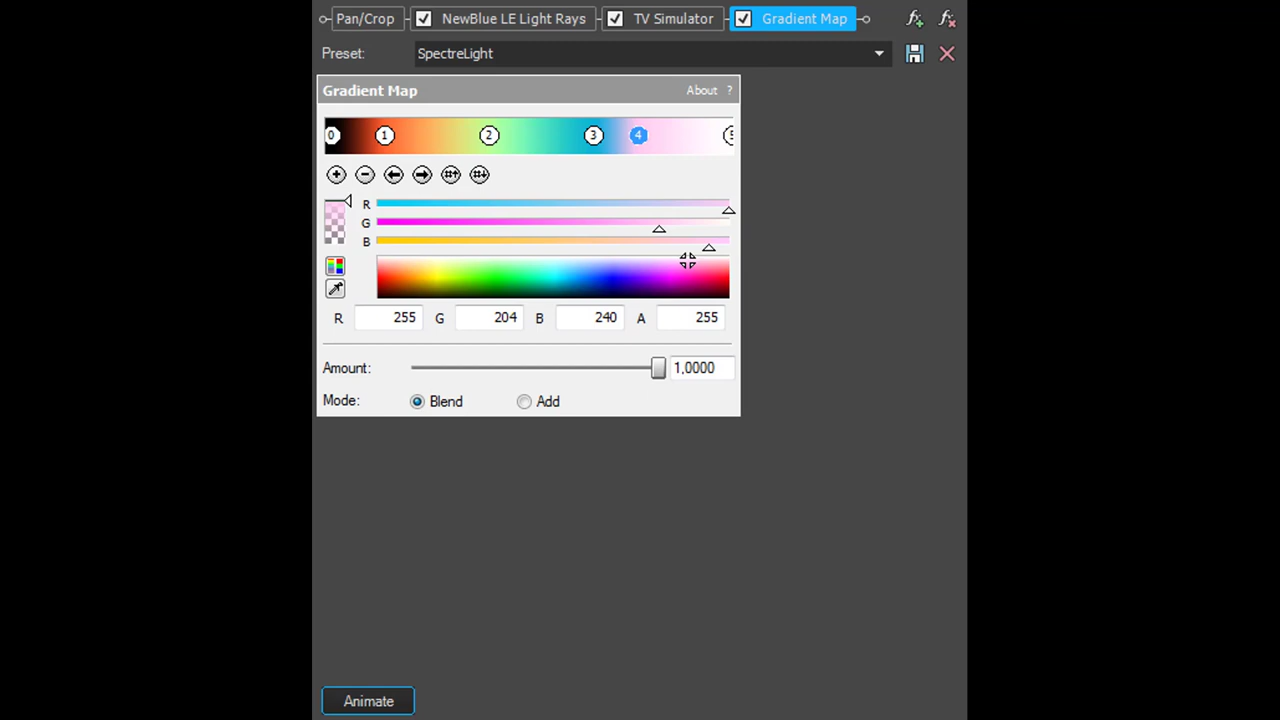 Pan/Crop NewBlue LE Light Rays TV Simulator Gradient Map
Preset: SpectreLight
Gradient Map About ?
0 1 2 3 4 5
R
G
B
R 255 G 204 B 240 A 255
Amount: 1,0000
Mode: Blend Add
Animate